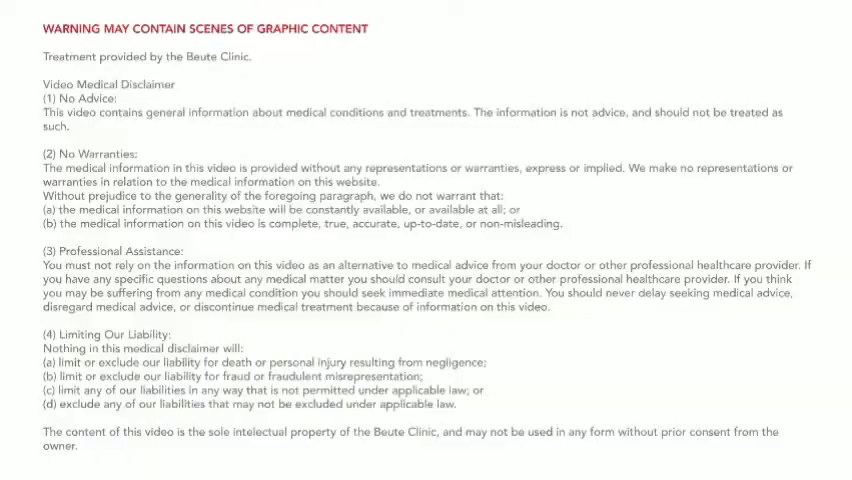 WARNING MAY CONTAIN SCENES OF GRAPHIC CONTENT
Treatment provided by the Beute Clinic.
Video Medical Disclaimer
(1) No Advice:
This video contains general information about medical conditions and treatments. The information is not advice, and should not be treated as
such.
(2) No Warranties:
The medical information in this video is provided without any representations or warranties, express or implied. We make no representations or
warranties in relation to the medical information on this website.
Without prejudice to the generality of the foregoing paragraph, we do not warrant that:
(a) the medical information on this website will be constantly available, or available at all; or
(b) the medical information on this video is complete, true, accurate, up-to-date, or non-misleading.
(3) Professional Assistance:
You must not rely on the information on this video as an alternative to medical advice from your doctor or other professional healthcare provider. If
you have any specific questions about any medical matter you should consult your doctor or other professional healthcare provider. If you think
you may be suffering from any medical condition you should seek immediate medical attention. You should never delay seeking medical advice,
disregard medical advice, or discontinue medical treatment because of information on this video.
(4) Limiting Our Liability:
Nothing in this medical disclaimer will:
(a) limit or exclude our liability for death or personal injury resulting from negligence;
(b) limit or exclude our liability for fraud or fraudulent misrepresentation;
(c) limit any of our liabilities in any way that is not permitted under applicable law; or
(d) exclude any of our liabilities that may not be excluded under applicable law.
The content of this video is the sole intelectual property of the Beute Clinic, and may not be used in any form without prior consent from the
owner.